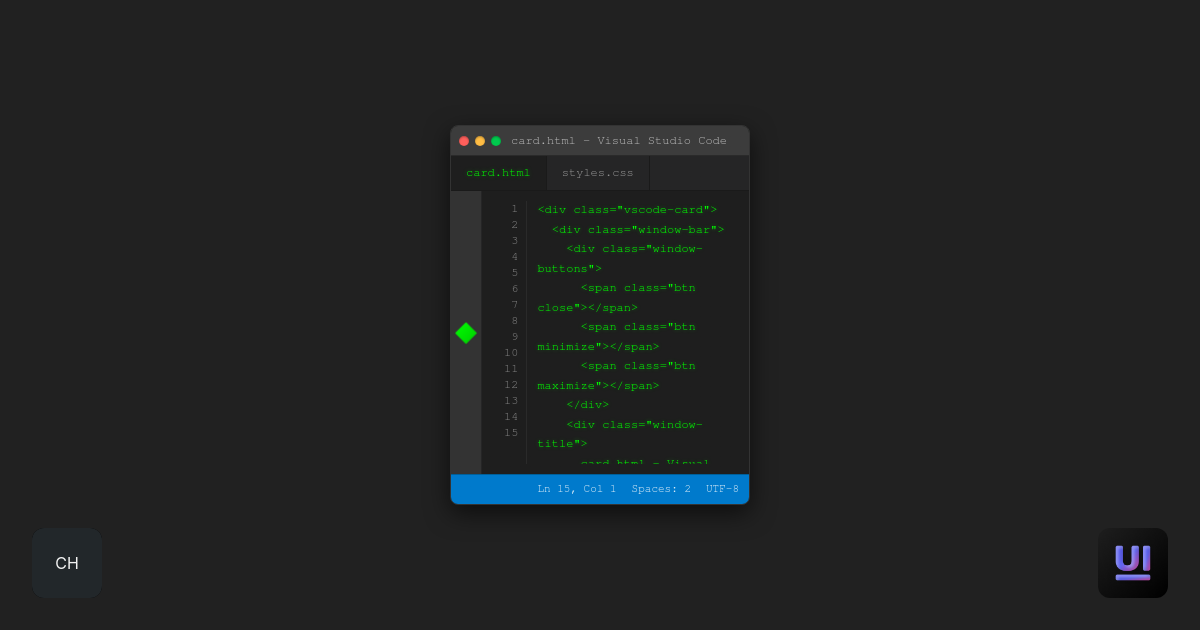 card.html - Visual Studio Code
card.html styles.css
1
2
3
4
5
6
7
8
9
10
11
12
13
14
15
<div class="vscode-card">
<div class="window-bar">
<div class="window-
buttons">
<span class="btn
close"></span>
<span class="btn
minimize"></span>
<span class="btn
maximize"></span>
</div>
<div class="window-
title">
card.html - Visual
Ln 15, Col 1 Spaces: 2 UTF-8
CH
UI